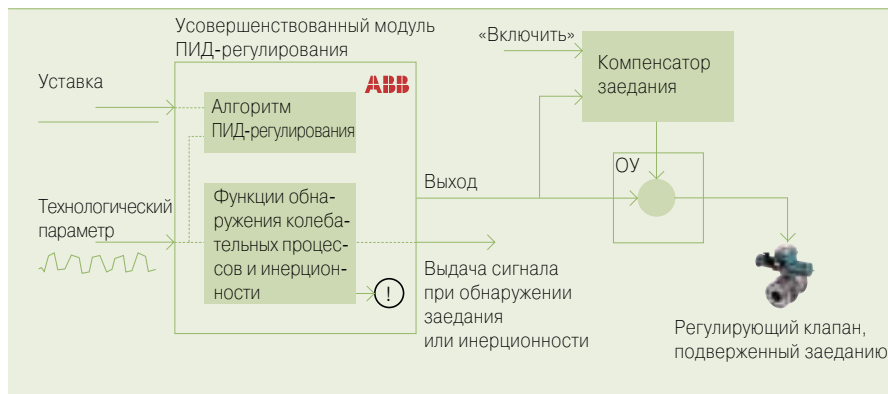 Усовершенствованный модуль
ПИД-регулирования
«Включить»
Уставка
ABB
Компенсатор
заедания
Алгоритм
ПИД-регулирования
ОУ
Выход
Технологический
параметр
Функции обна-
ружения колеба-
тельных процес-
сов и инерцион-
ности
!
Выдача сигнала
при обнаружении
заедания
или инерционности
Регулирующий клапан,
подверженный заеданию